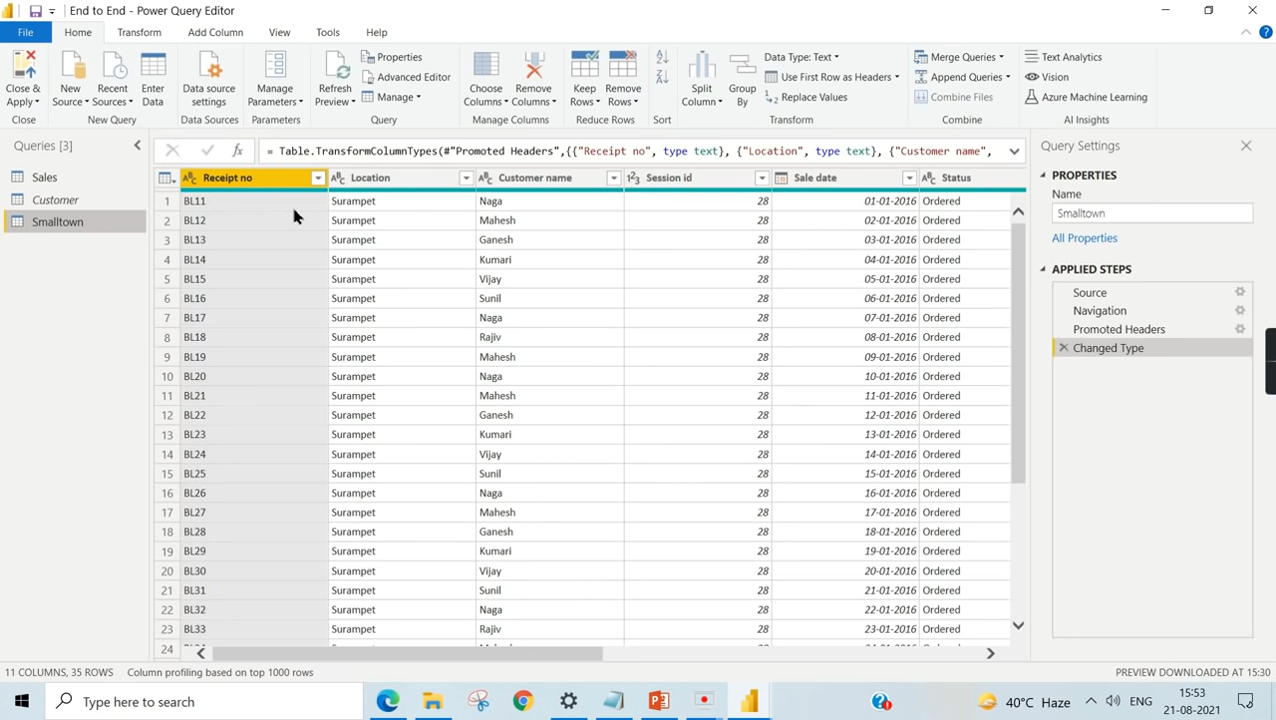 End to End - Power Query Editor
File Home Transform Add Column View Tools Help
Close & Apply
New Source
Recent Sources
Enter Data
Data source settings
Manage Parameters
Refresh Preview
Properties
Advanced Editor
Manage
Choose Columns
Remove Columns
Keep Rows
Remove Rows
Split Column
Group By
Data Type: Text
Use First Row as Headers
Replace Values
Merge Queries
Append Queries
Combine Files
Text Analytics
Vision
Azure Machine Learning
Close New Query Data Sources Parameters Query Manage Columns Reduce Rows Sort Transform Combine AI Insights
Queries [3]
Sales
Customer
Smalltown
= Table.TransformColumnTypes(#"Promoted Headers",{{"Receipt no", type text}, {"Location", type text}, {"Customer name",
Receipt no Location Customer name Session id Sale date Status
1 BL11 Surampet Naga 28 01-01-2016 Ordered
2 BL12 Surampet Mahesh 28 02-01-2016 Ordered
3 BL13 Surampet Ganesh 28 03-01-2016 Ordered
4 BL14 Surampet Kumari 28 04-01-2016 Ordered
5 BL15 Surampet Vijay 28 05-01-2016 Ordered
6 BL16 Surampet Sunil 28 06-01-2016 Ordered
7 BL17 Surampet Naga 28 07-01-2016 Ordered
8 BL18 Surampet Rajiv 28 08-01-2016 Ordered
9 BL19 Surampet Mahesh 28 09-01-2016 Ordered
10 BL20 Surampet Naga 28 10-01-2016 Ordered
11 BL21 Surampet Mahesh 28 11-01-2016 Ordered
12 BL22 Surampet Ganesh 28 12-01-2016 Ordered
13 BL23 Surampet Kumari 28 13-01-2016 Ordered
14 BL24 Surampet Vijay 28 14-01-2016 Ordered
15 BL25 Surampet Sunil 28 15-01-2016 Ordered
16 BL26 Surampet Naga 28 16-01-2016 Ordered
17 BL27 Surampet Mahesh 28 17-01-2016 Ordered
18 BL28 Surampet Ganesh 28 18-01-2016 Ordered
19 BL29 Surampet Kumari 28 19-01-2016 Ordered
20 BL30 Surampet Vijay 28 20-01-2016 Ordered
21 BL31 Surampet Sunil 28 21-01-2016 Ordered
22 BL32 Surampet Naga 28 22-01-2016 Ordered
23 BL33 Surampet Rajiv 28 23-01-2016 Ordered
24
Query Settings
PROPERTIES
Name
Smalltown
All Properties
APPLIED STEPS
Source
Navigation
Promoted Headers
Changed Type
11 COLUMNS, 35 ROWS Column profiling based on top 1000 rows PREVIEW DOWNLOADED AT 15:30
Type here to search
40°C Haze ENG
15:53
21-08-2021